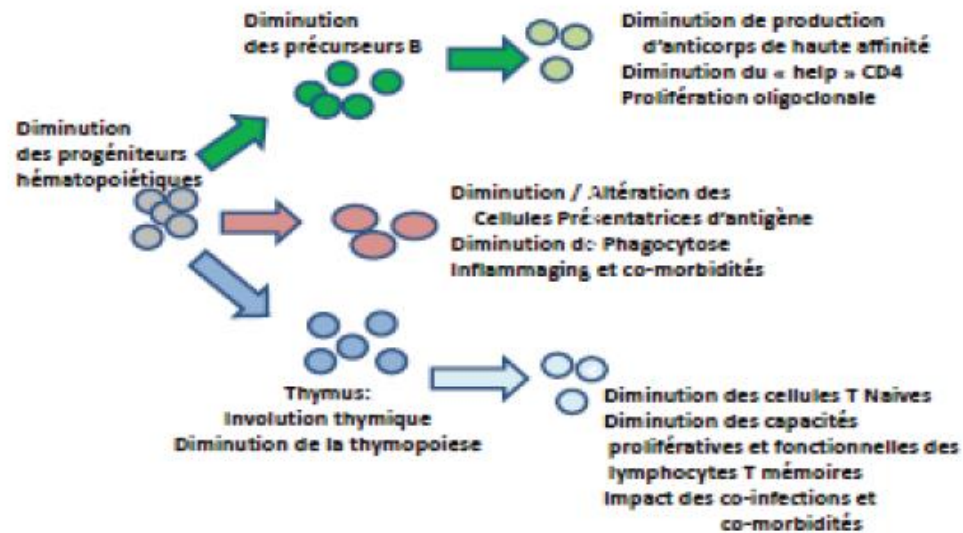 Diminution
des précurseurs B
Diminution de production
d'anticorps de haute affinité
Diminution du « help » CD4
Prolifération oligoclonale
Diminution
des progéniteurs
hématopoiétiques
Diminution / Altération des
Cellules Présentatrices d'antigène
Diminution de Phagocytose
Inflammaging et co-morbidités
Thymus:
Involution thymique
Diminution de la thymopoiese
Diminution des cellules T Naives
Diminution des capacités
prolifératives et fonctionnelles des
lymphocytes T mémoires
Impact des co-infections et
co-morbidités